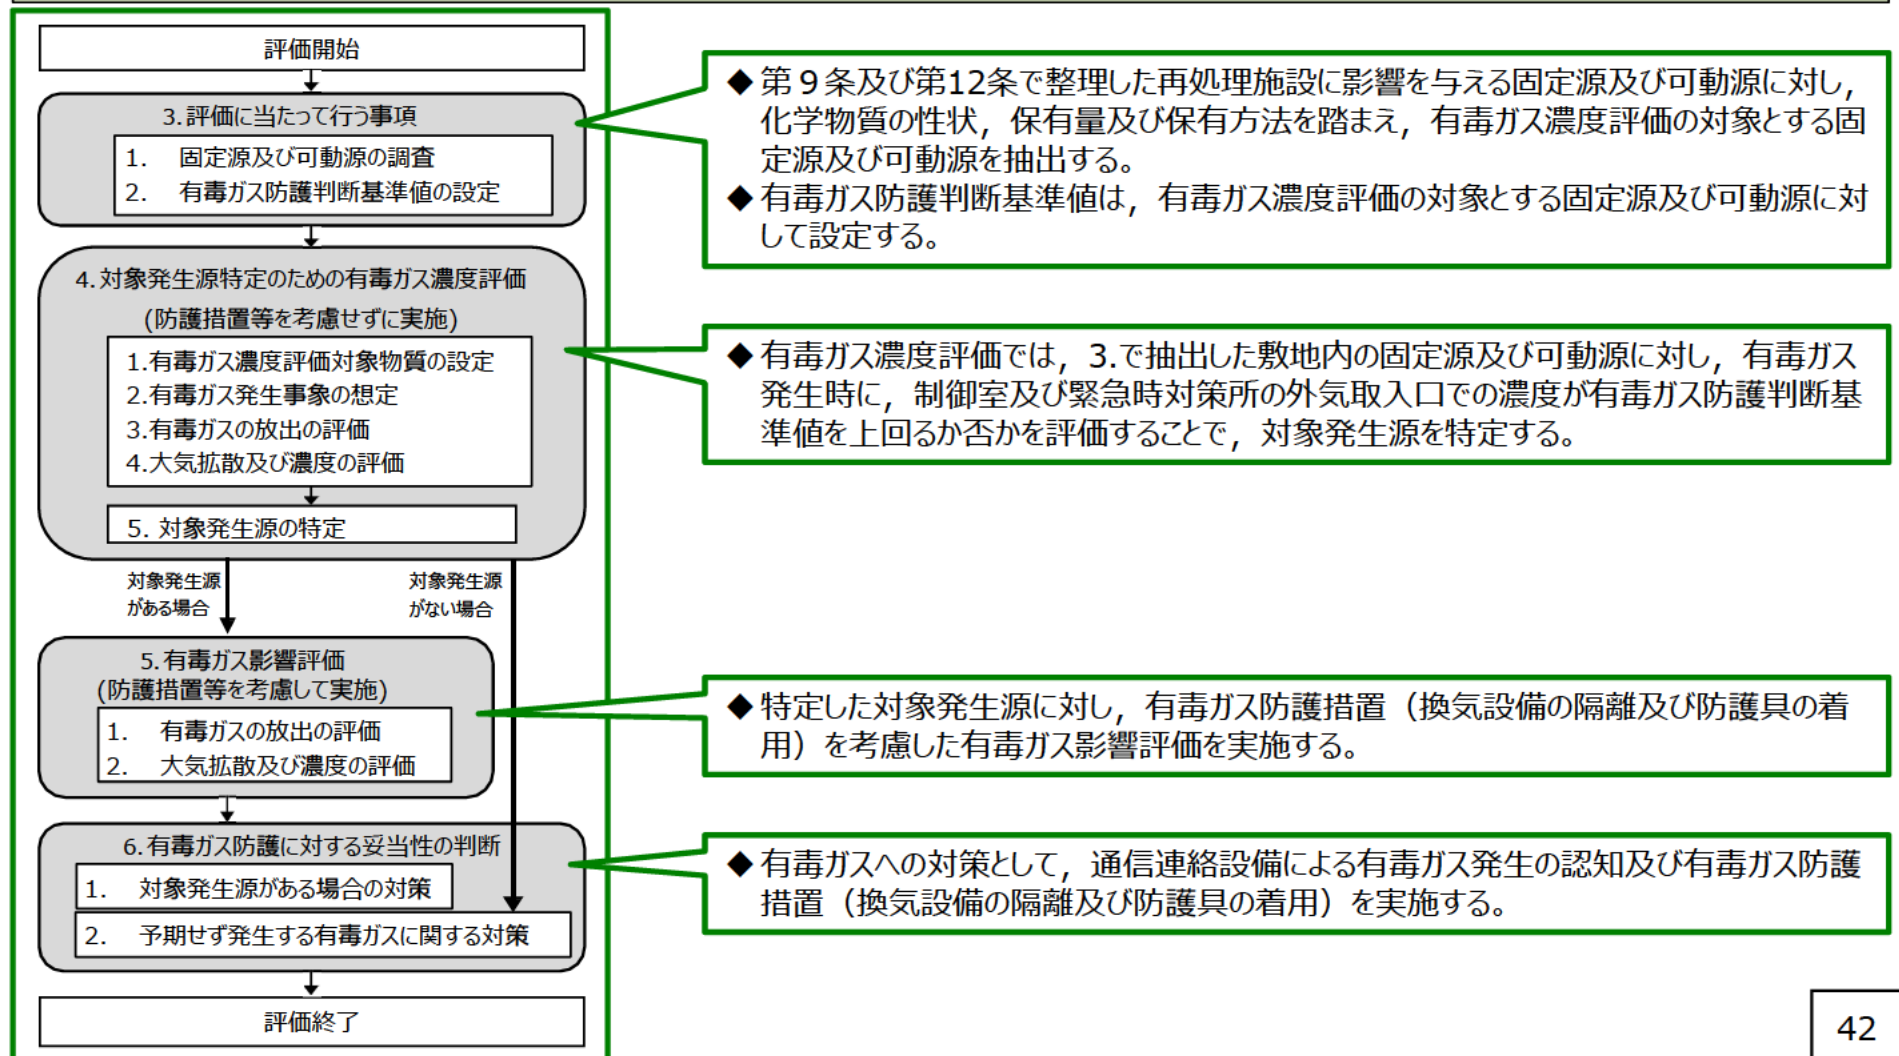 評価開始
3.評価に当たって行う事項
1. 固定源及び可動源の調査
2. 有毒ガス防護判断基準値の設定
4.対象発生源特定のための有毒ガス濃度評価
(防護措置等を考慮せずに実施)
1.有毒ガス濃度評価対象物質の設定
2.有毒ガス発生事象の想定
3.有毒ガスの放出の評価
4.大気拡散及び濃度の評価
5. 対象発生源の特定
対象発生源
がある場合
対象発生源
がない場合
5.有毒ガス影響評価
(防護措置等を考慮して実施)
1. 有毒ガスの放出の評価
2. 大気拡散及び濃度の評価
6.有毒ガス防護に対する妥当性の判断
1. 対象発生源がある場合の対策
2. 予期せず発生する有毒ガスに関する対策
評価終了
◆第9条及び第12条で整理した再処理施設に影響を与える固定源及び可動源に対し，
化学物質の性状，保有量及び保有方法を踏まえ，有毒ガス濃度評価の対象とする固
定源及び可動源を抽出する。
◆有毒ガス防護判断基準値は，有毒ガス濃度評価の対象とする固定源及び可動源に対
して設定する。
◆有毒ガス濃度評価では，3.で抽出した敷地内の固定源及び可動源に対し，有毒ガス
発生時に，制御室及び緊急時対策所の外気取入口での濃度が有毒ガス防護判断基
準値を上回るか否かを評価することで，対象発生源を特定する。
◆特定した対象発生源に対し，有毒ガス防護措置（換気設備の隔離及び防護具の着
用）を考慮した有毒ガス影響評価を実施する。
◆有毒ガスへの対策として，通信連絡設備による有毒ガス発生の認知及び有毒ガス防護
措置（換気設備の隔離及び防護具の着用）を実施する。
42